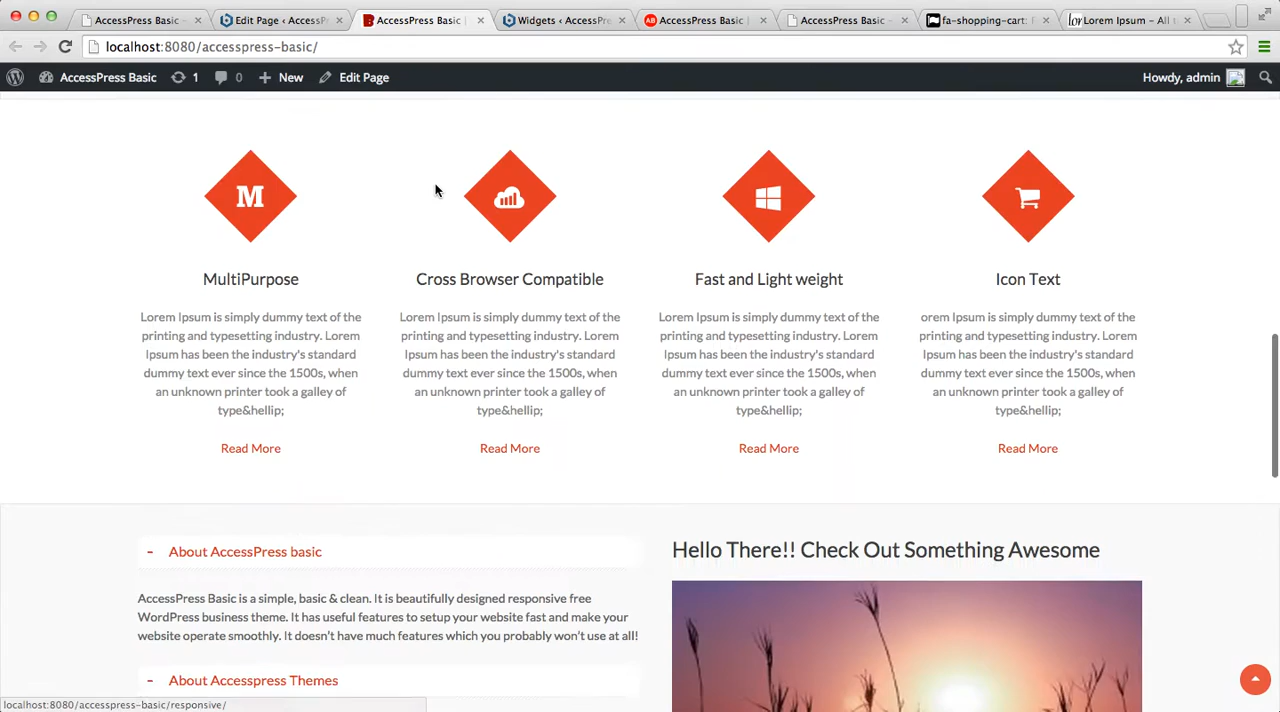 AccessPress Basic –
Edit Page ‹ AccessPr
AccessPress Basic |
Widgets ‹ AccessPre
AccessPress Basic |
AccessPress Basic –
fa-shopping-cart: F
Lorem Ipsum – All
localhost:8080/accesspress-basic/
AccessPress Basic 1 0 New Edit Page Howdy, admin
M
MultiPurpose
Lorem Ipsum is simply dummy text of the
printing and typesetting industry. Lorem
Ipsum has been the industry's standard
dummy text ever since the 1500s, when
an unknown printer took a galley of
type&hellip;
Read More
Cross Browser Compatible
Lorem Ipsum is simply dummy text of the
printing and typesetting industry. Lorem
Ipsum has been the industry's standard
dummy text ever since the 1500s, when
an unknown printer took a galley of
type&hellip;
Read More
Fast and Light weight
Lorem Ipsum is simply dummy text of the
printing and typesetting industry. Lorem
Ipsum has been the industry's standard
dummy text ever since the 1500s, when
an unknown printer took a galley of
type&hellip;
Read More
Icon Text
orem Ipsum is simply dummy text of the
printing and typesetting industry. Lorem
Ipsum has been the industry's standard
dummy text ever since the 1500s, when
an unknown printer took a galley of
type&hellip;
Read More
- About AccessPress basic
AccessPress Basic is a simple, basic & clean. It is beautifully designed responsive free
WordPress business theme. It has useful features to setup your website fast and make your
website operate smoothly. It doesn't have much features which you probably won't use at all!
- About Accesspress Themes
Hello There!! Check Out Something Awesome
localhost:8080/accesspress-basic/responsive/